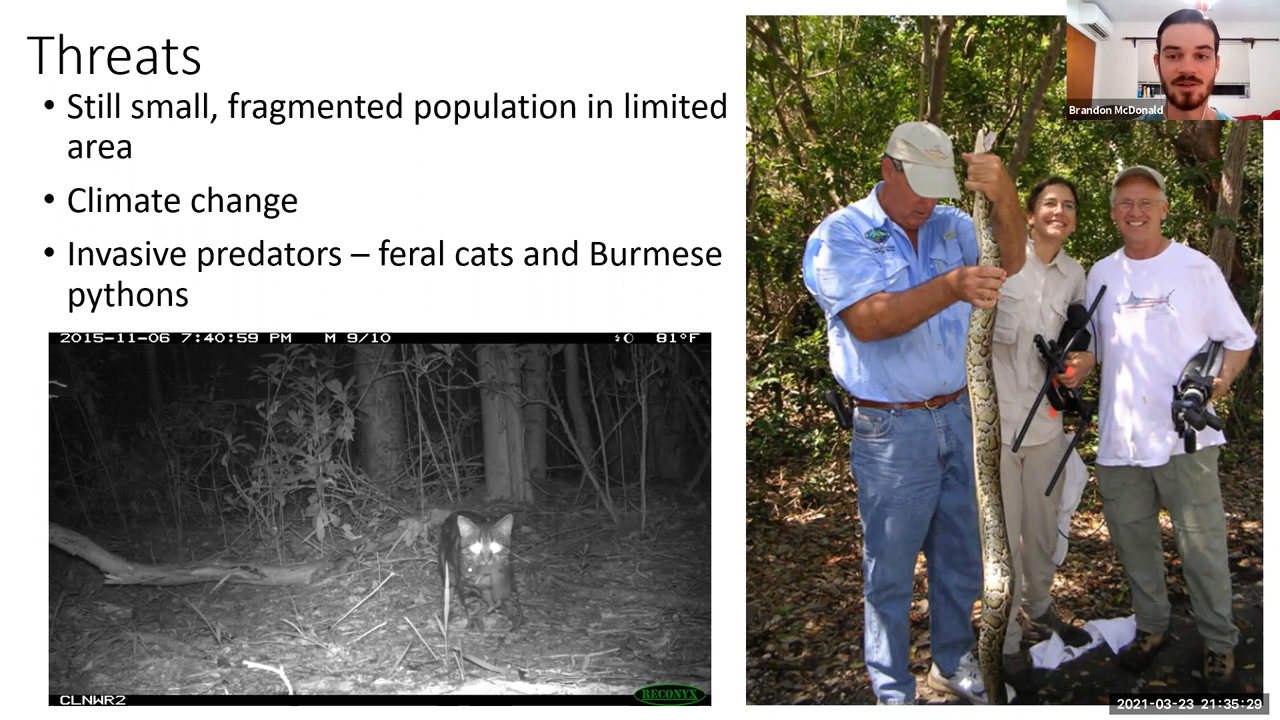 Threats
• Still small, fragmented population in limited
area
• Climate change
• Invasive predators – feral cats and Burmese
pythons
2015-11-06 7:40:59 PM M 9/10 81°F
CLNWR2
RECONYX
Brandon McDonald
2021-03-23 21:35:29